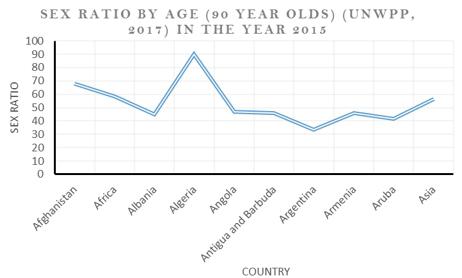 SEX RATIO BY AGE (90 YEAR OLDS) (UNWPP,
2017) IN THE YEAR 2015
SEX RATIO
100
90
80
70
60
50
40
30
20
10
0
Afghanistan
Africa
Albania
Algeria
Angola
Antigua and Barbuda
Argentina
Armenia
Aruba
Asia
COUNTRY